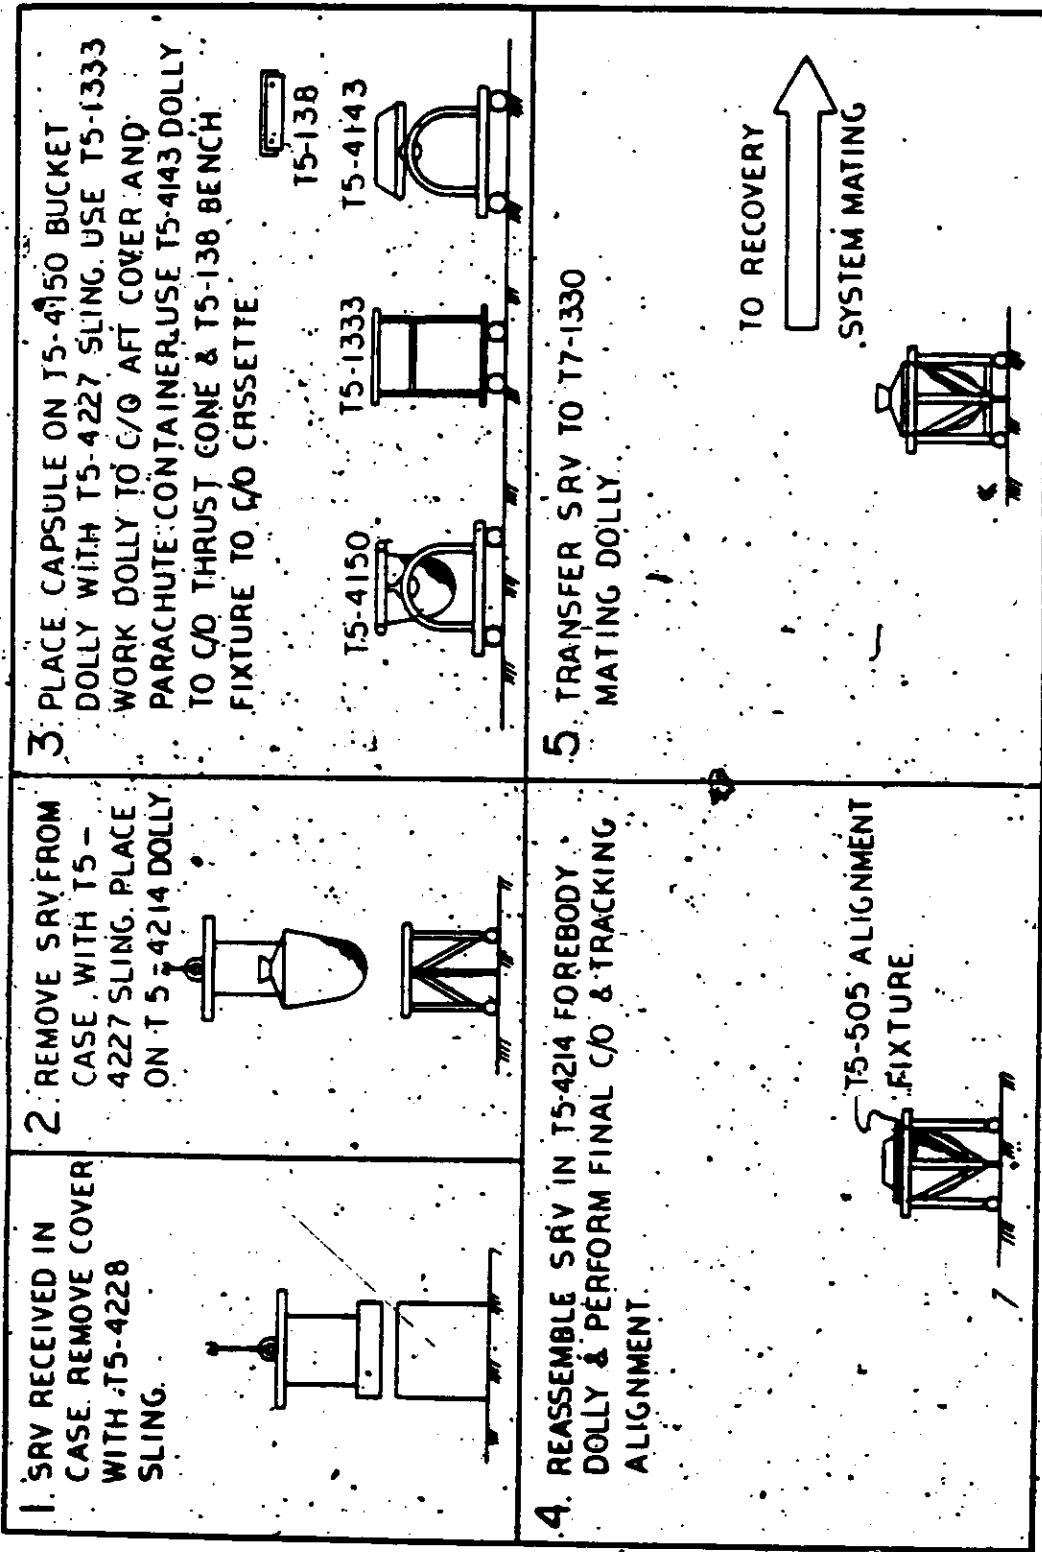 1. SRV RECEIVED IN
CASE. REMOVE COVER
WITH T5-4228
SLING.
2. REMOVE SRV FROM
CASE WITH T5-
4227 SLING. PLACE
ON T5-4214 DOLLY
3. PLACE CAPSULE ON T5-4150 BUCKET
DOLLY WITH T5-4227 SLING. USE T5-1333
WORK DOLLY TO C/O AFT COVER AND
PARACHUTE CONTAINER. USE T5-4143 DOLLY
TO C/O THRUST CONE & T5-138 BENCH
FIXTURE TO C/O CASSETTE
T5-4150
T5-1333
T5-138
T5-4143
4. REASSEMBLE SRV IN T5-4214 FOREBODY
DOLLY & PERFORM FINAL C/O & TRACKING
ALIGNMENT.
T5-505 ALIGNMENT
FIXTURE
5. TRANSFER SRV TO T7-1330
MATING DOLLY
TO RECOVERY
SYSTEM MATING